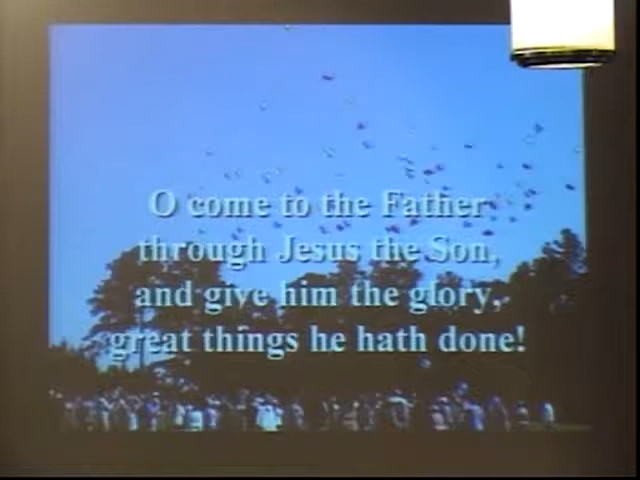 O come to the Father
through Jesus the Son,
and give him the glory,
great things he hath done!